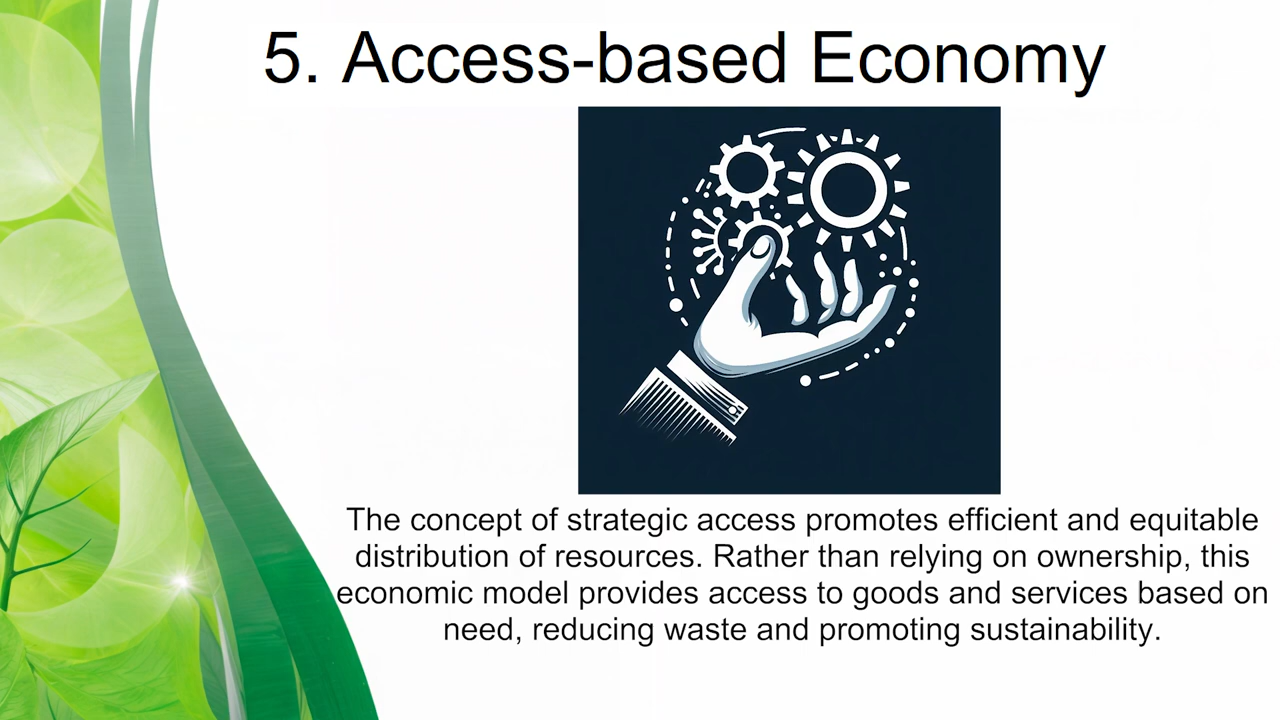 5. Access-based Economy
The concept of strategic access promotes efficient and equitable
distribution of resources. Rather than relying on ownership, this
economic model provides access to goods and services based on
need, reducing waste and promoting sustainability.